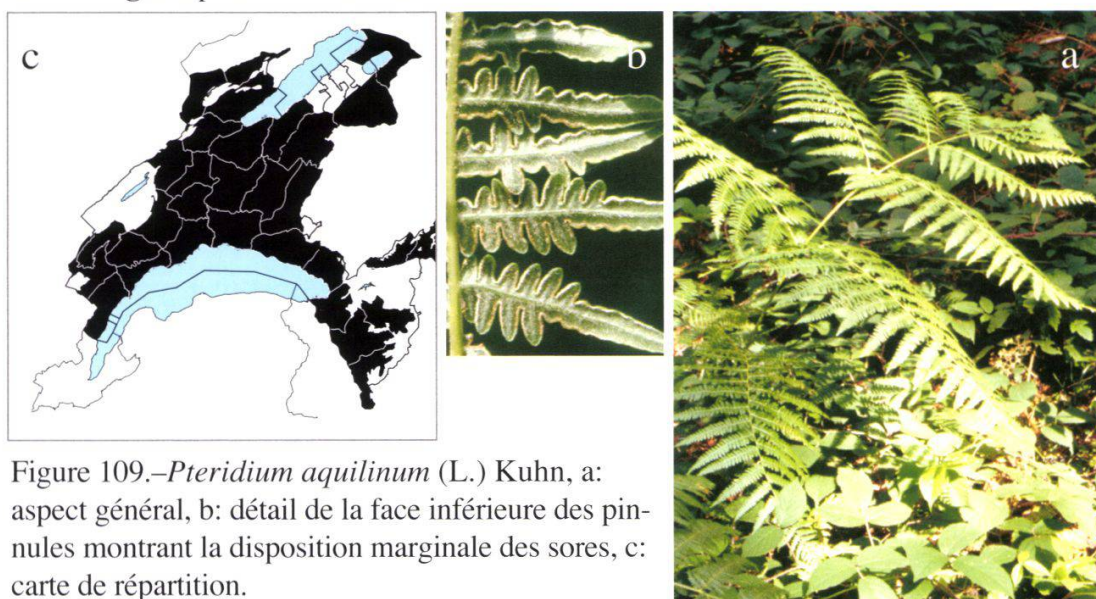 c
b
a
Figure 109.–Pteridium aquilinum (L.) Kuhn, a:
aspect général, b: détail de la face inférieure des pin-
nules montrant la disposition marginale des sores, c:
carte de répartition.